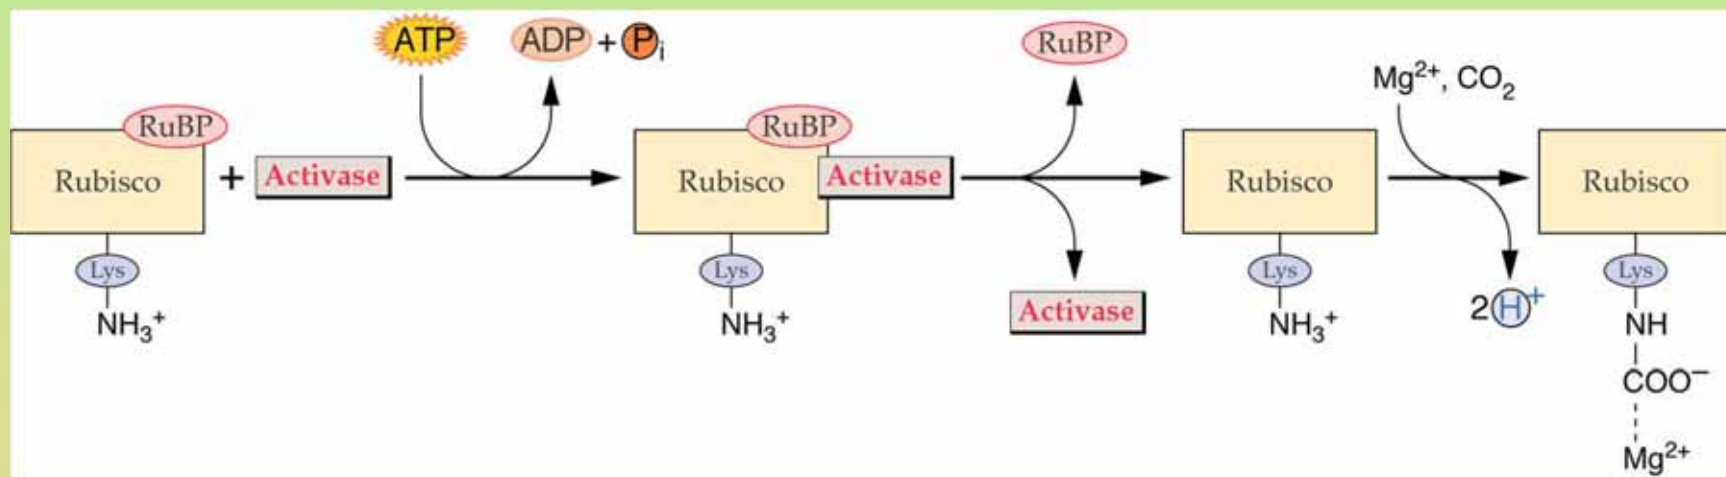 ATP ADP + Pᵢ RuBP
Mg²⁺, CO₂
RuBP RuBP
Rubisco + Activase Rubisco Activase Rubisco Rubisco
Lys Lys Lys Lys
Activase 2H⁺
NH₃⁺ NH₃⁺ NH₃⁺ NH
COO⁻
Mg²⁺